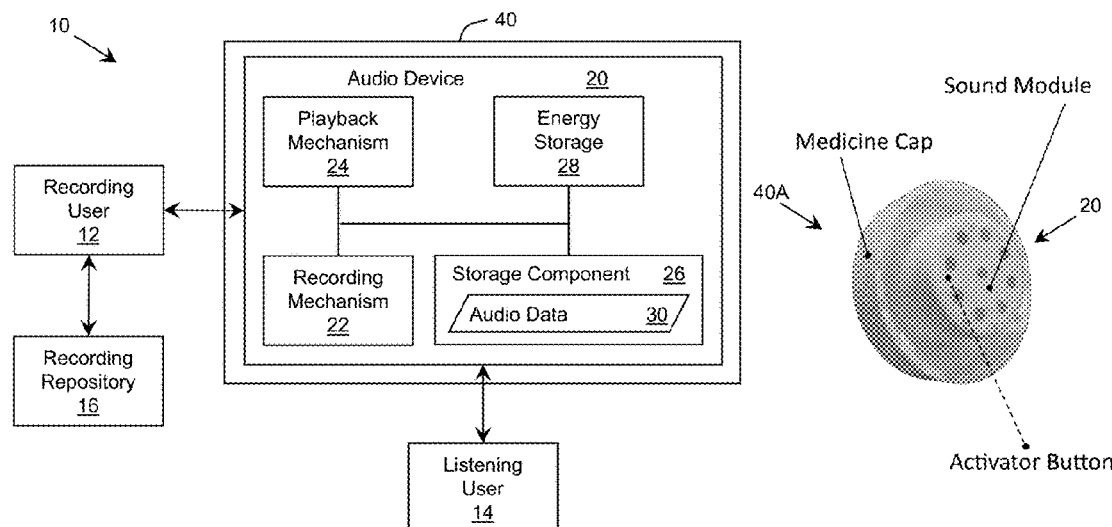 10
40
Audio Device
20
Playback
Mechanism
24
Energy
Storage
28
Recording
User
12
Recording
Mechanism
22
Storage Component
26
Audio Data
30
Recording
Repository
16
Listening
User
14
Sound Module
Medicine Cap
40A
20
Activator Button